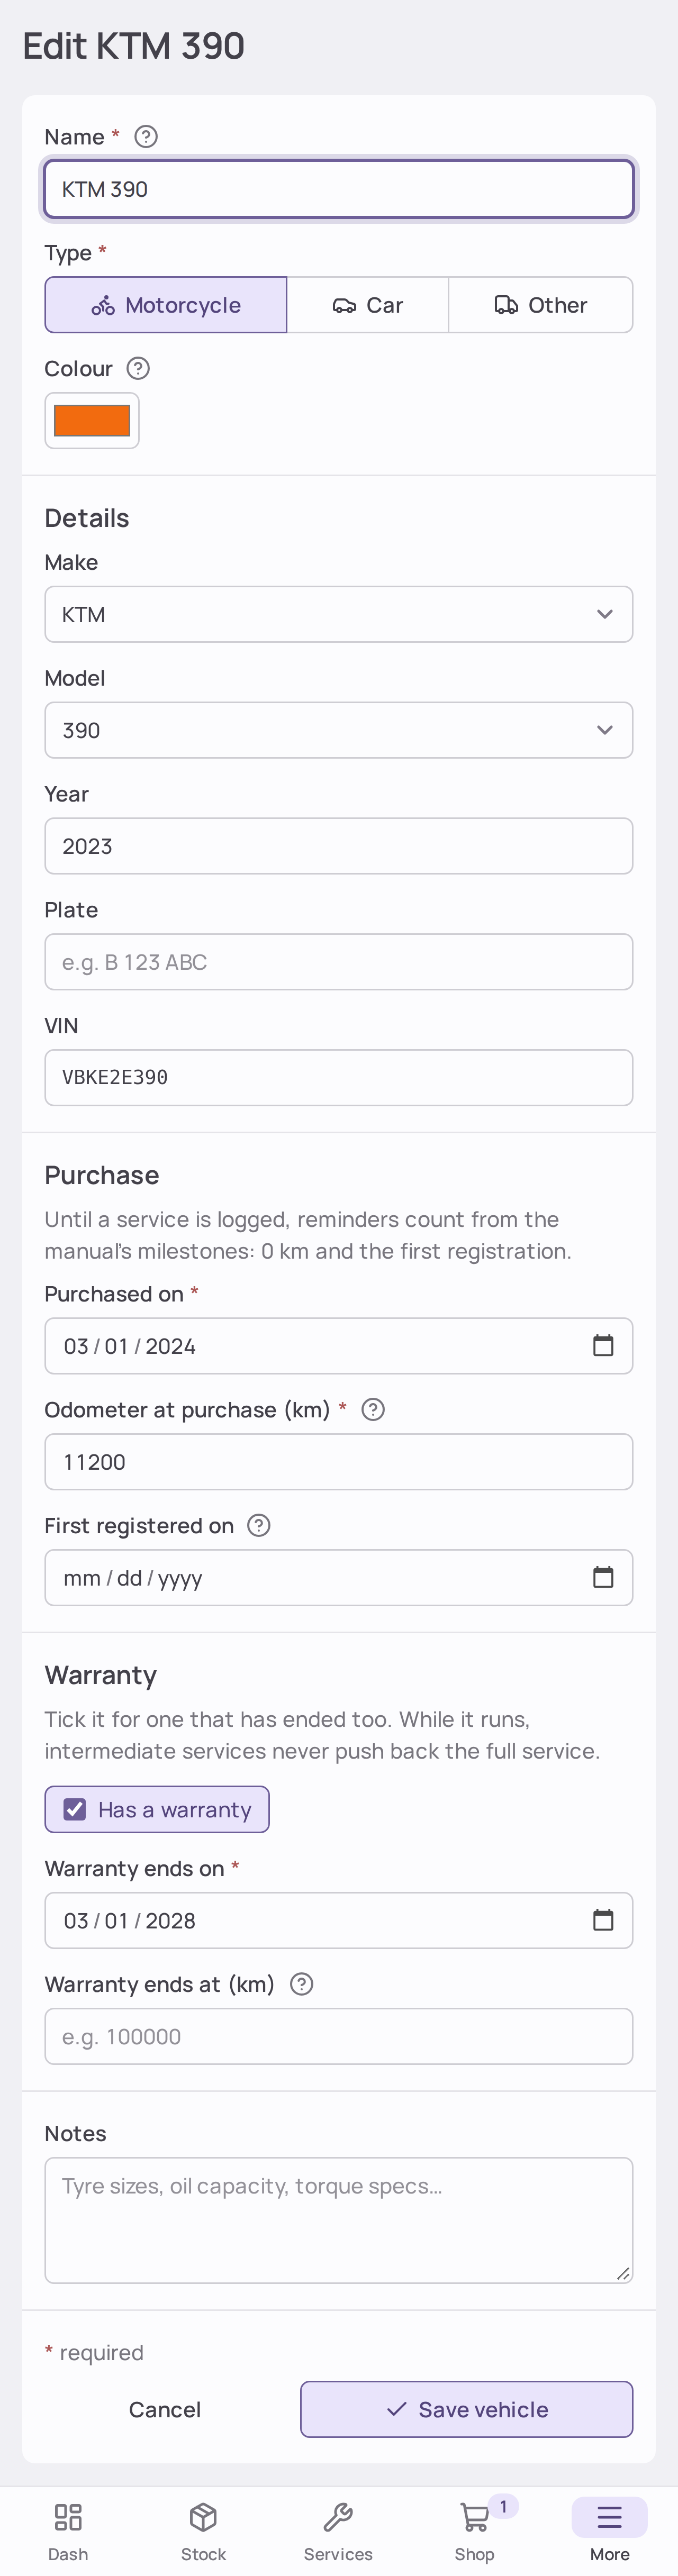 Edit KTM 390
Name *
KTM 390
Type *
Motorcycle
Car
Other
Colour
Details
Make
KTM
Model
390
Year
2023
Plate
e.g. B 123 ABC
VIN
VBKE2E390
Purchase
Until a service is logged, reminders count from the
manual's milestones: 0 km and the first registration.
Purchased on *
03/01/2024
Odometer at purchase (km) *
11200
First registered on
mm/dd/yyyy
Warranty
Tick it for one that has ended too. While it runs,
intermediate services never push back the full service.
Has a warranty
Warranty ends on *
03/01/2028
Warranty ends at (km)
e.g. 100000
Notes
Tyre sizes, oil capacity, torque specs...
* required
Cancel
Save vehicle
1
Dash
Stock
Services
Shop
More